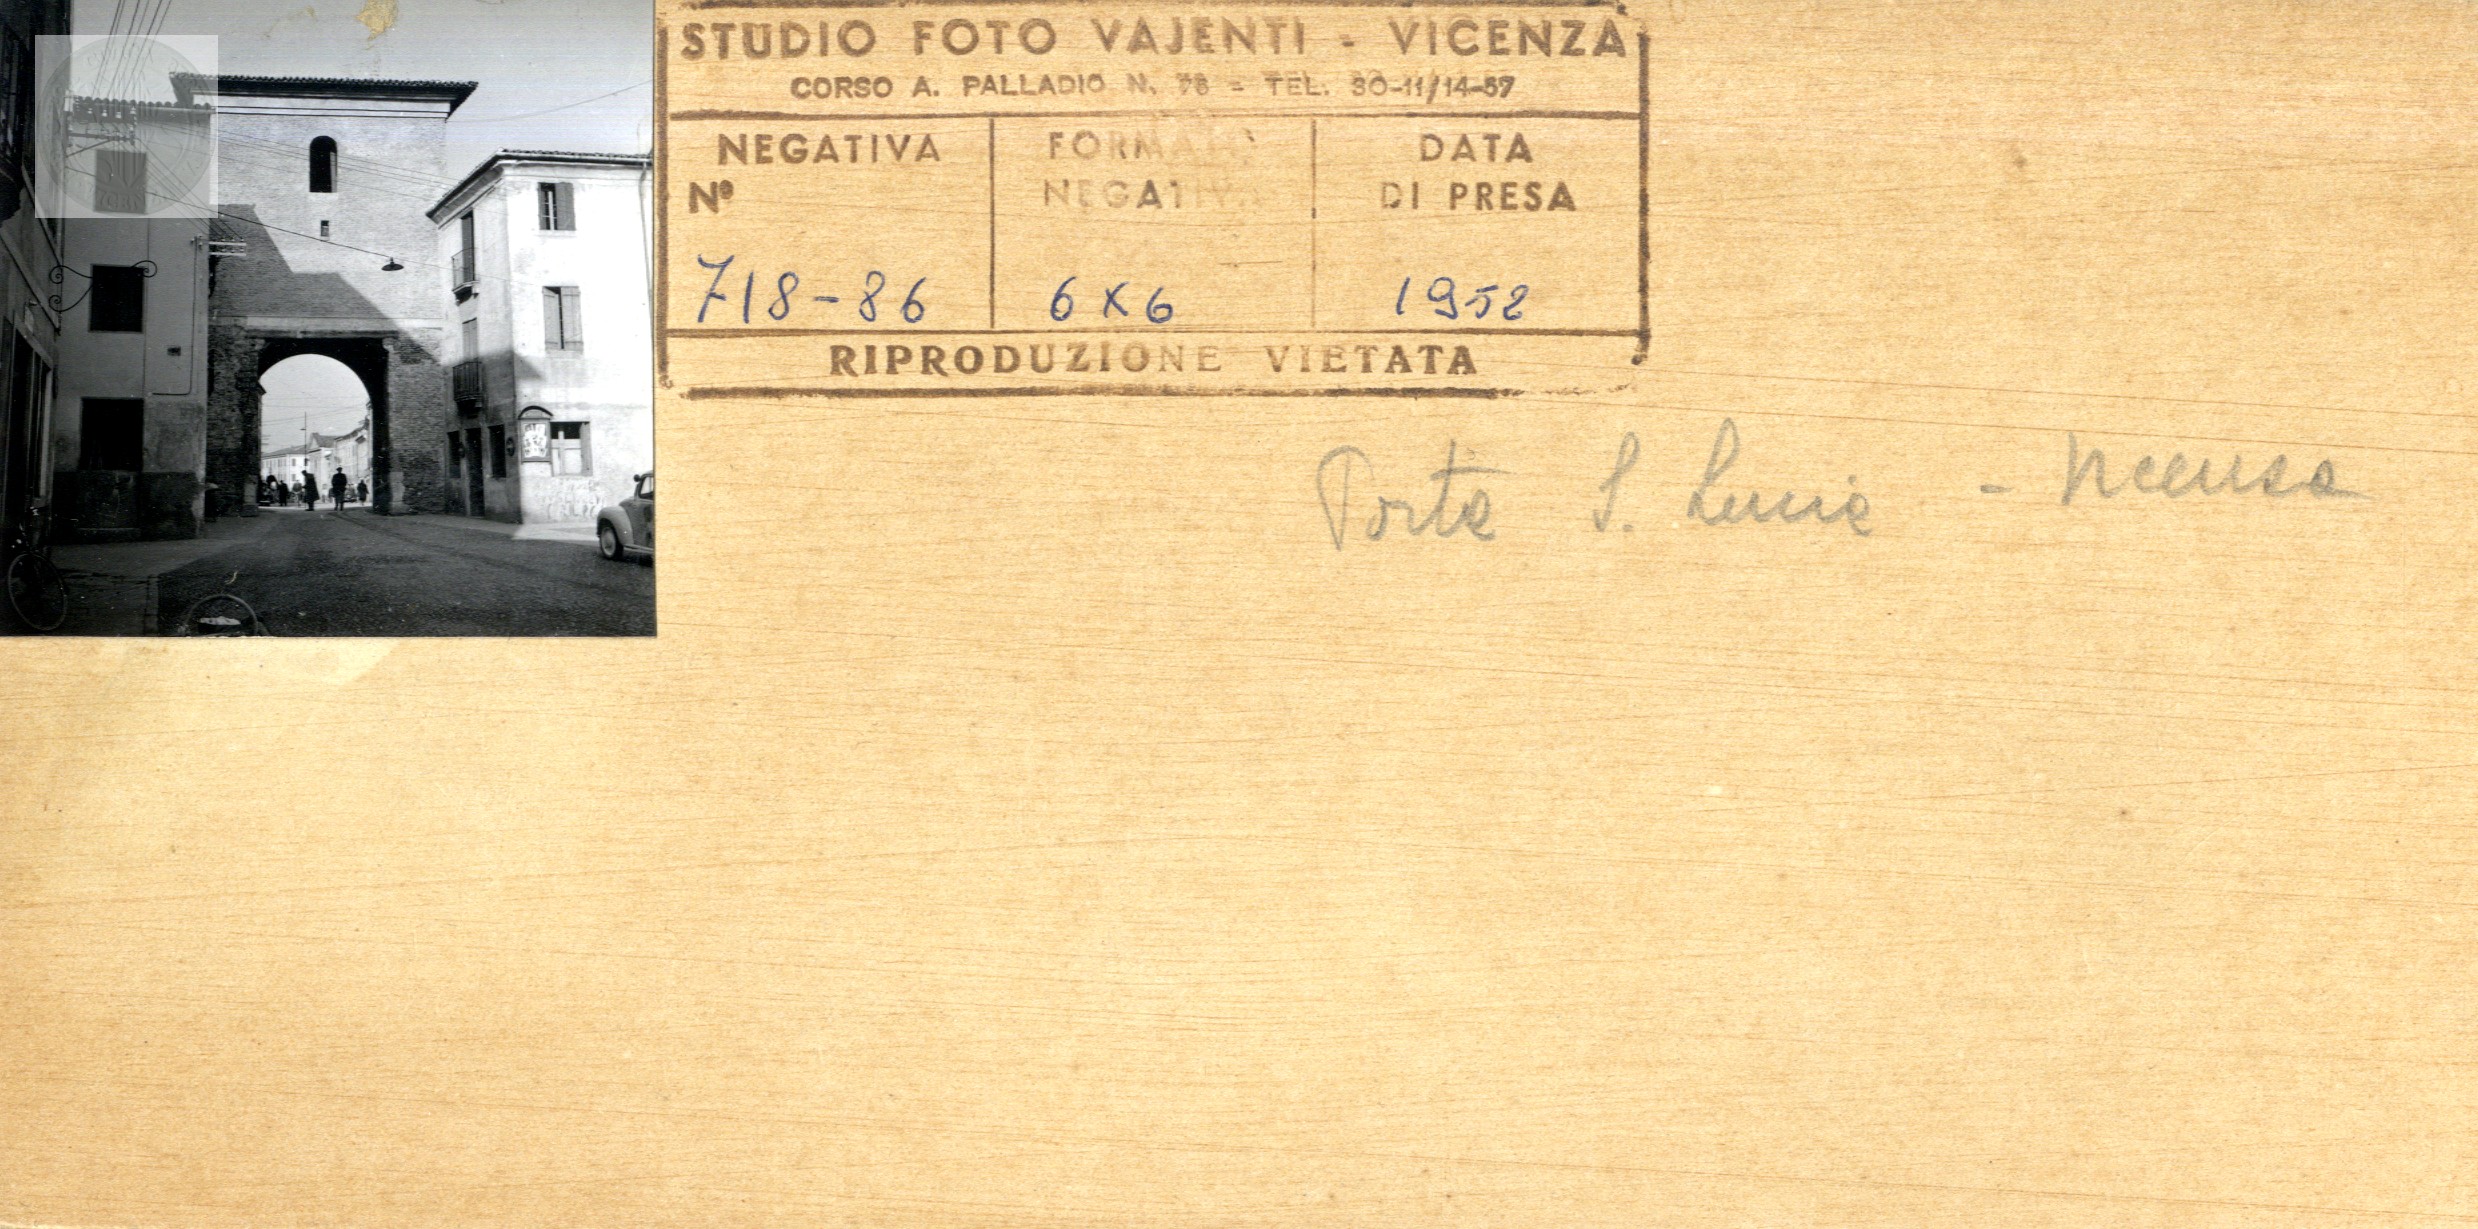 STUDIO FOTO VAJENTI - VICENZA
CORSO A. PALLADIO N. 78 - TEL. 30-11/14-87
NEGATIVA
Nº
FORMATO
NEGATIVA
DATA
DI PRESA
718-86
6x6
1952
RIPRODUZIONE VIETATA
Porta S. Lucia - Vicenza